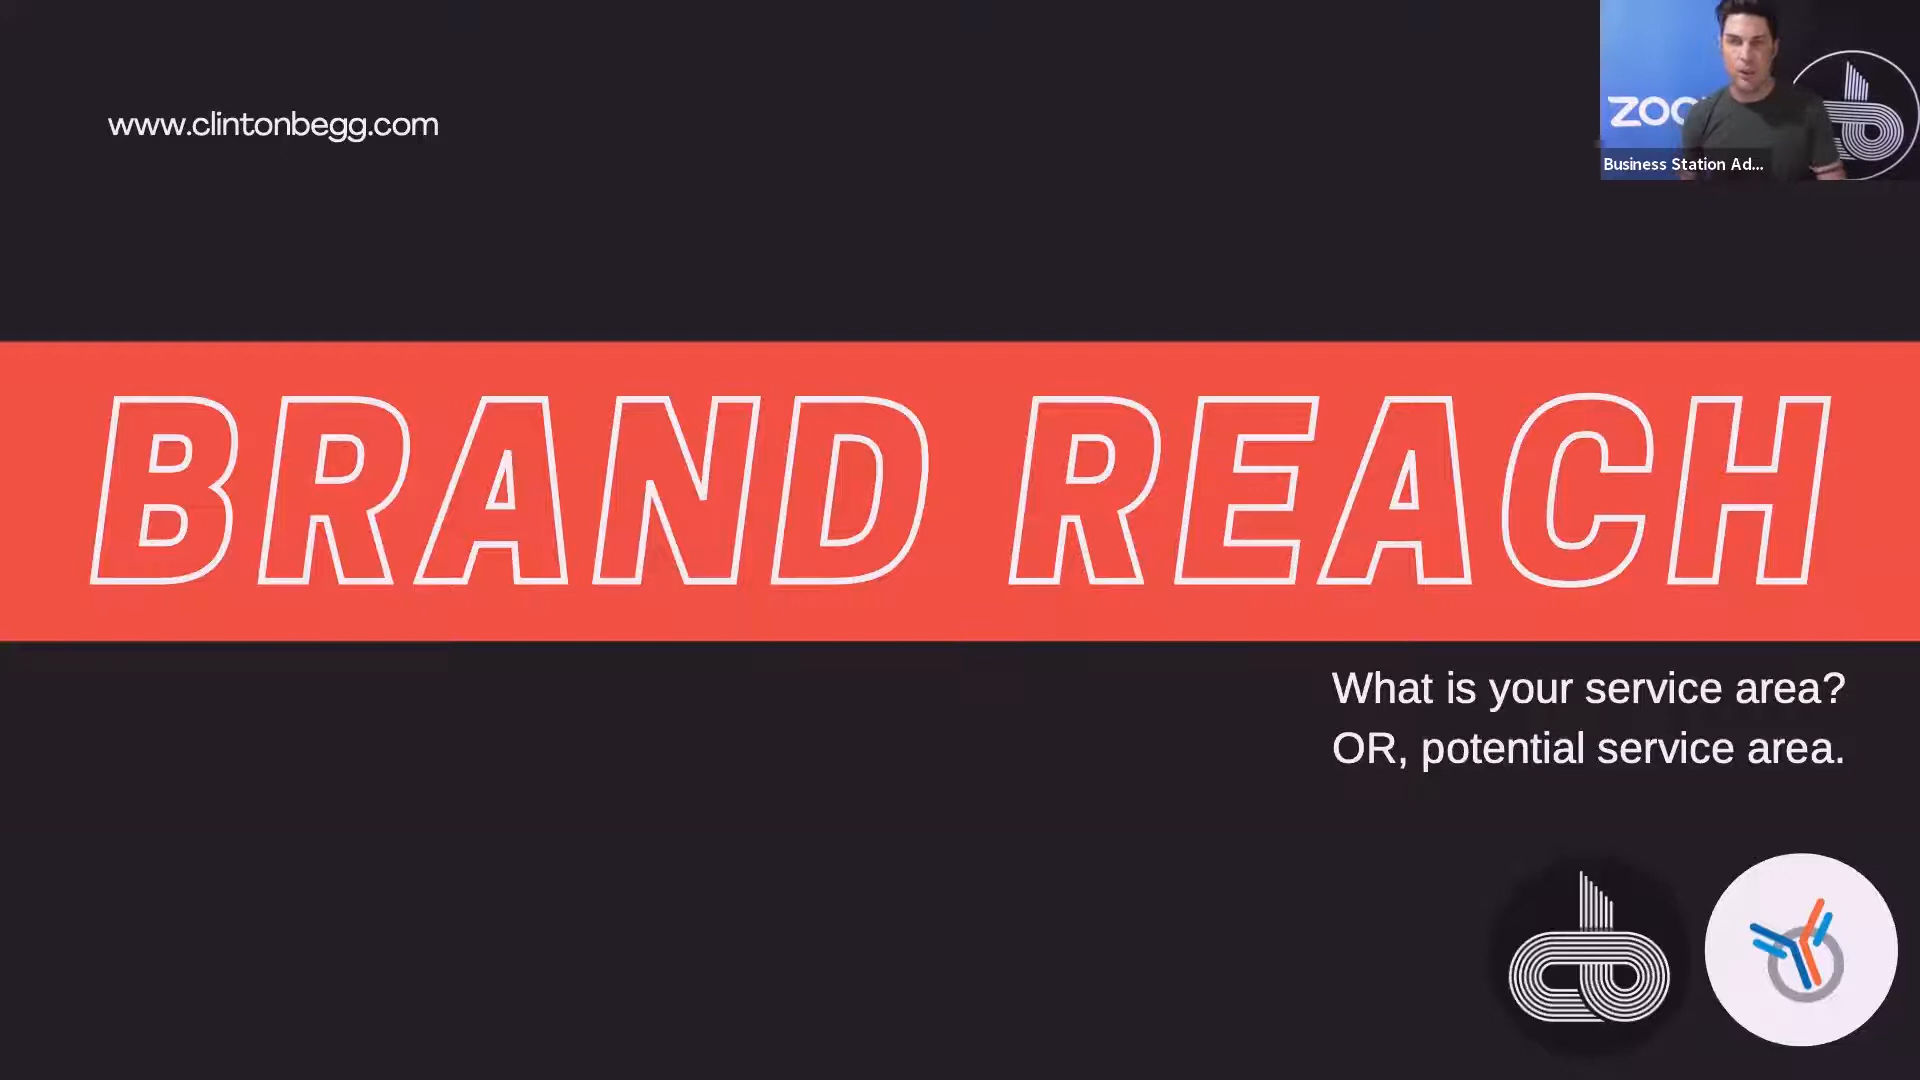 www.clintonbegg.com
Business Station Ad...
BRAND REACH
What is your service area?
OR, potential service area.